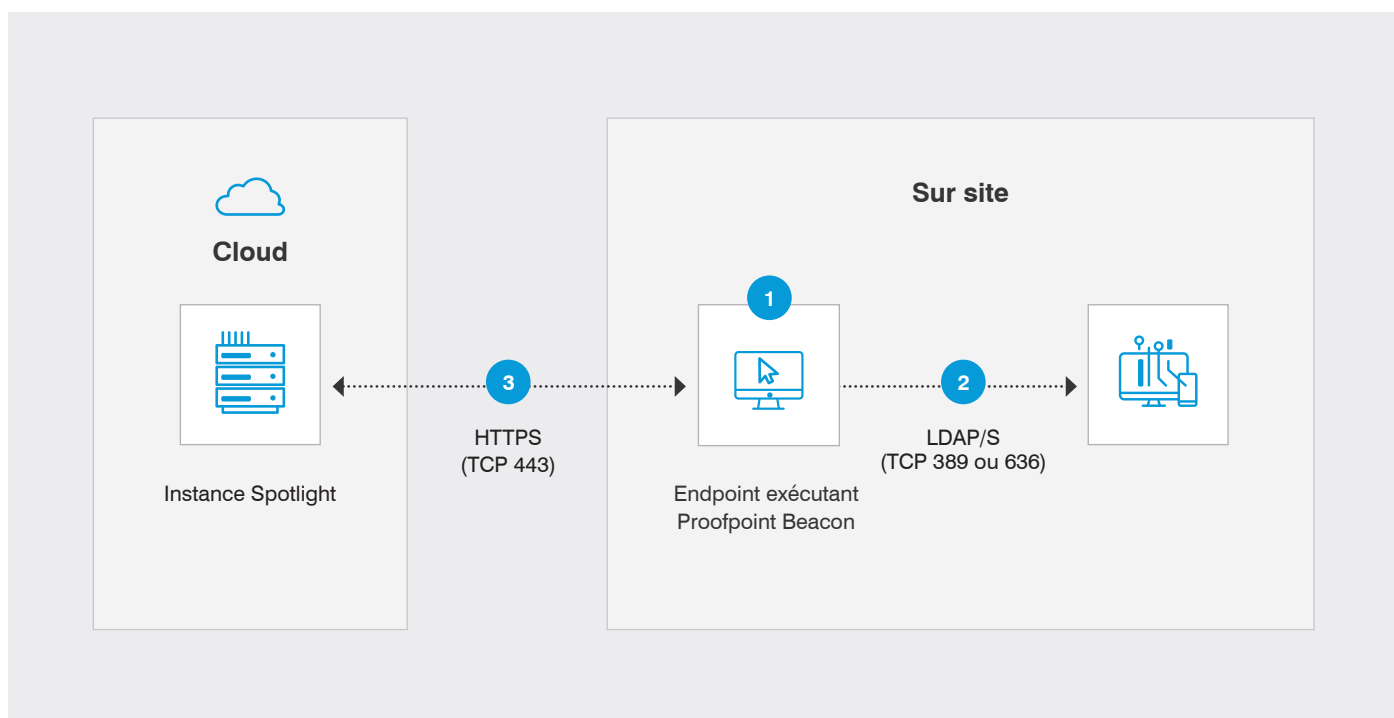 Cloud
Instance Spotlight
3
HTTPS
(TCP 443)
Sur site
1
Endpoint exécutant
Proofpoint Beacon
2
LDAP/S
(TCP 389 ou 636)